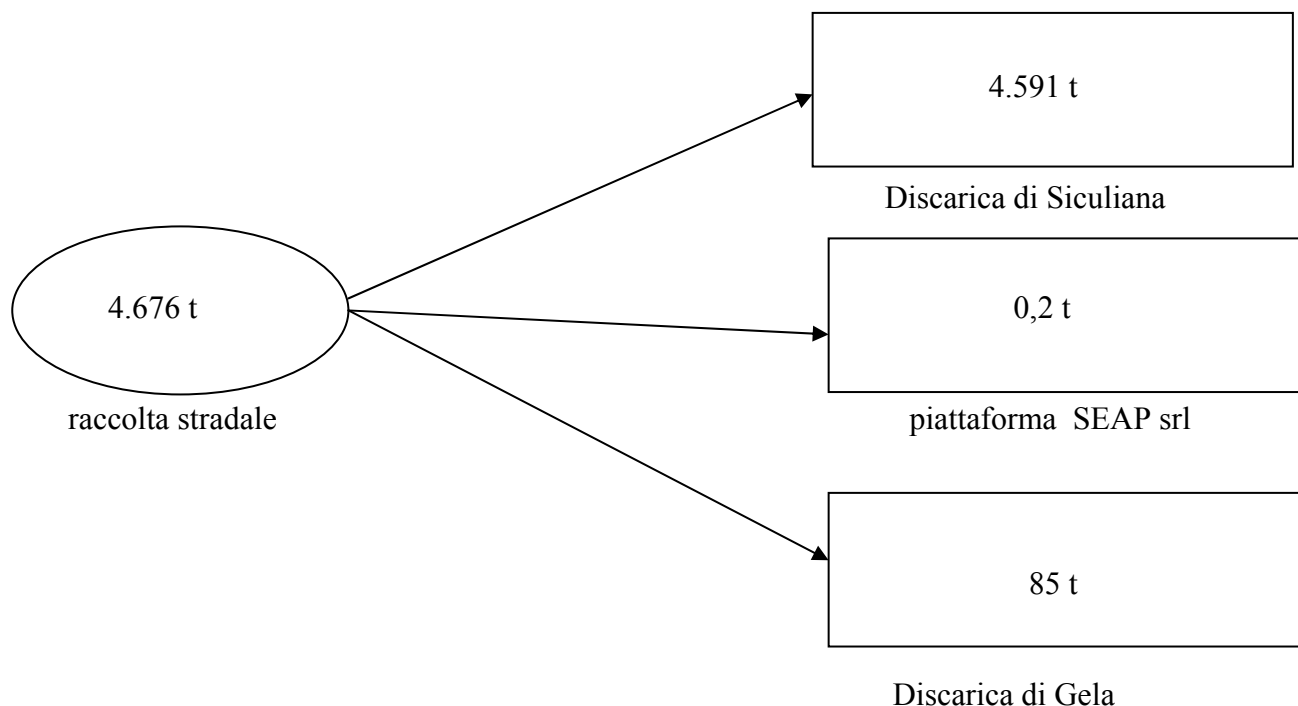 4.591 t
Discarica di Siculiana
4.676 t
raccolta stradale
0,2 t
piattaforma SEAP srl
85 t
Discarica di Gela